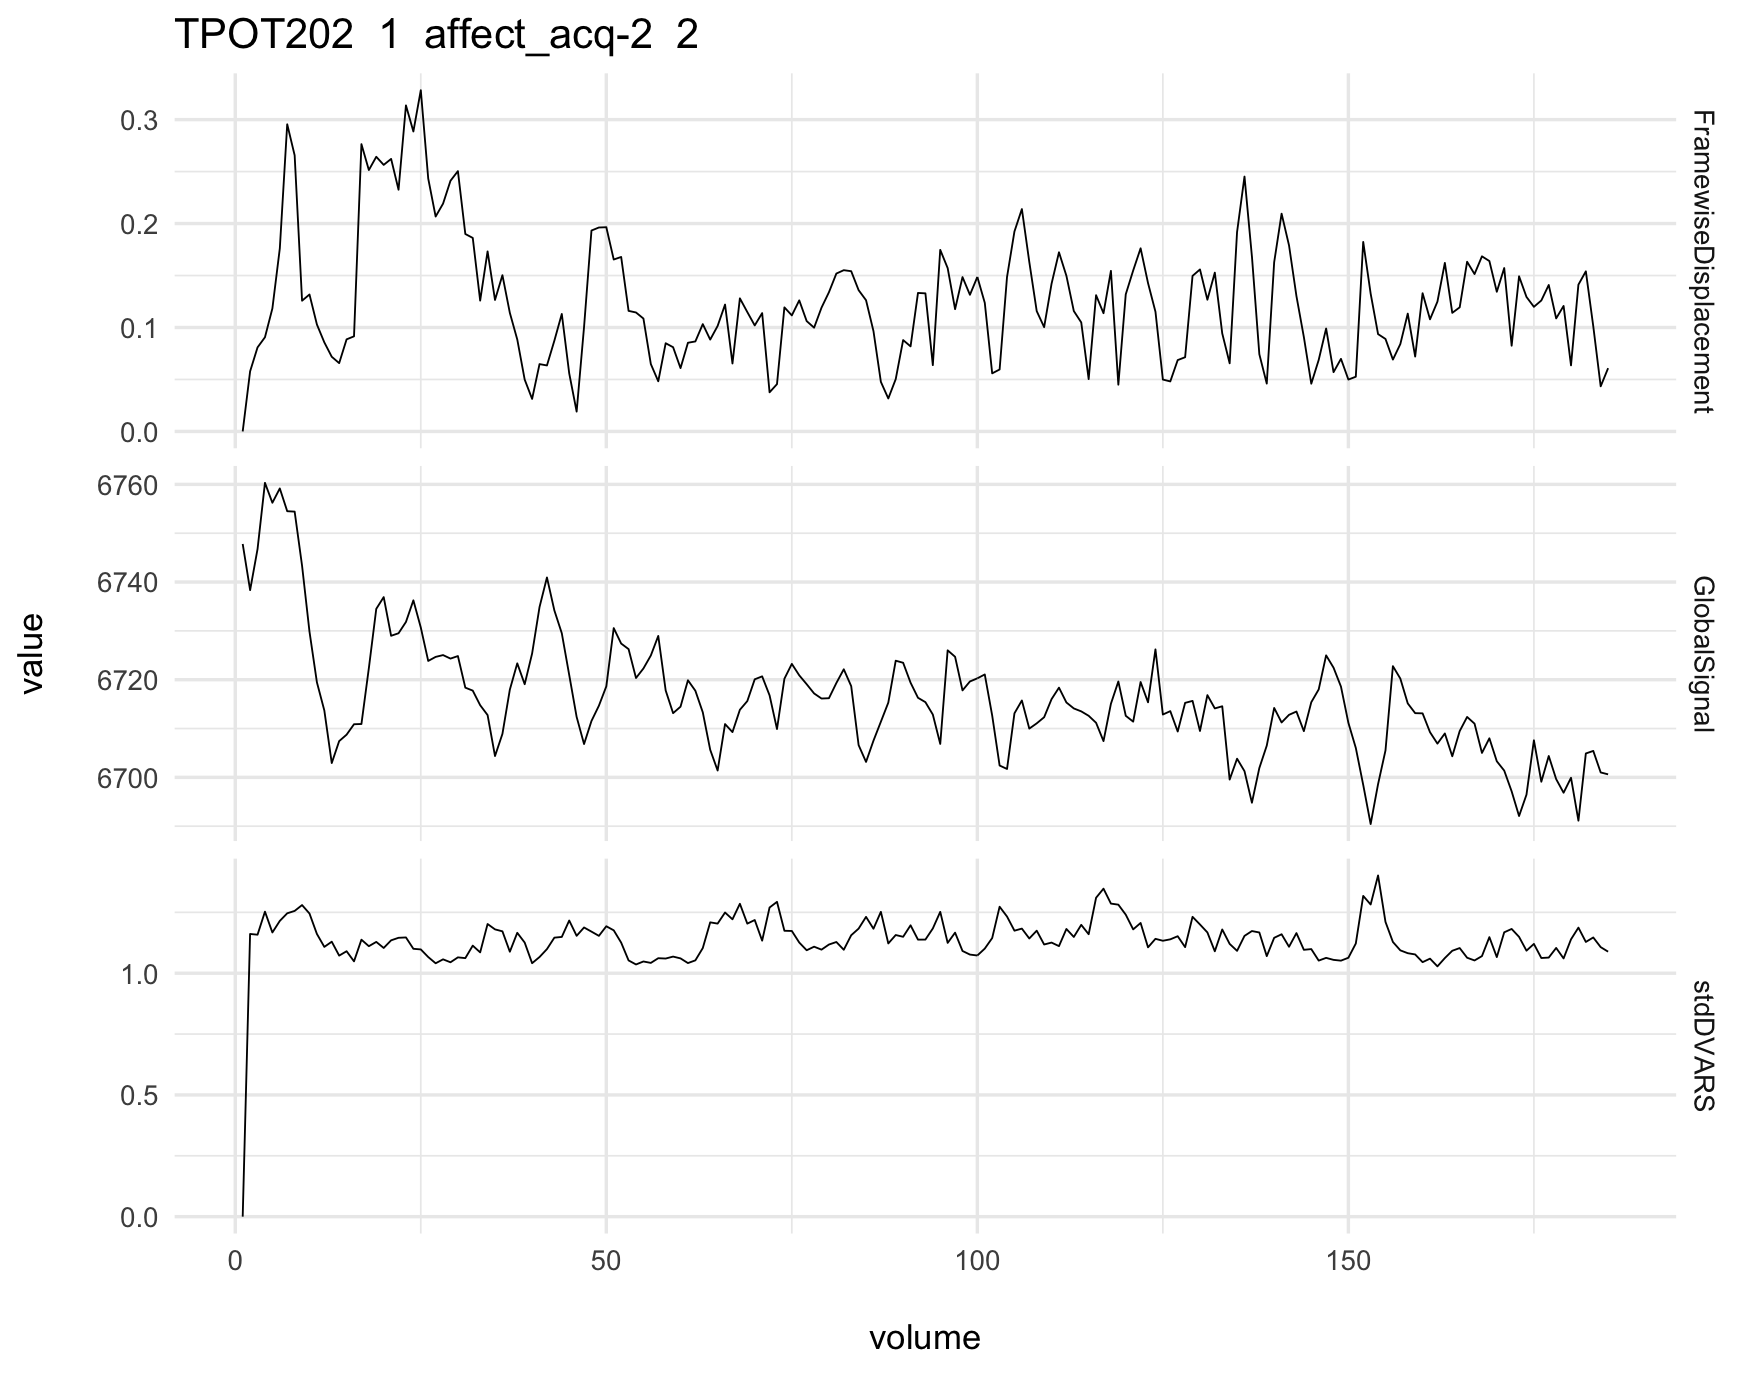 TPOT202 1 affect_acq-2 2
0.3
0.2
0.1
0.0
FramewiseDisplacement
6760
6740
6720
6700
GlobalSignal
1.0
0.5
0.0
stdDVARS
value
0 50 100 150
volume